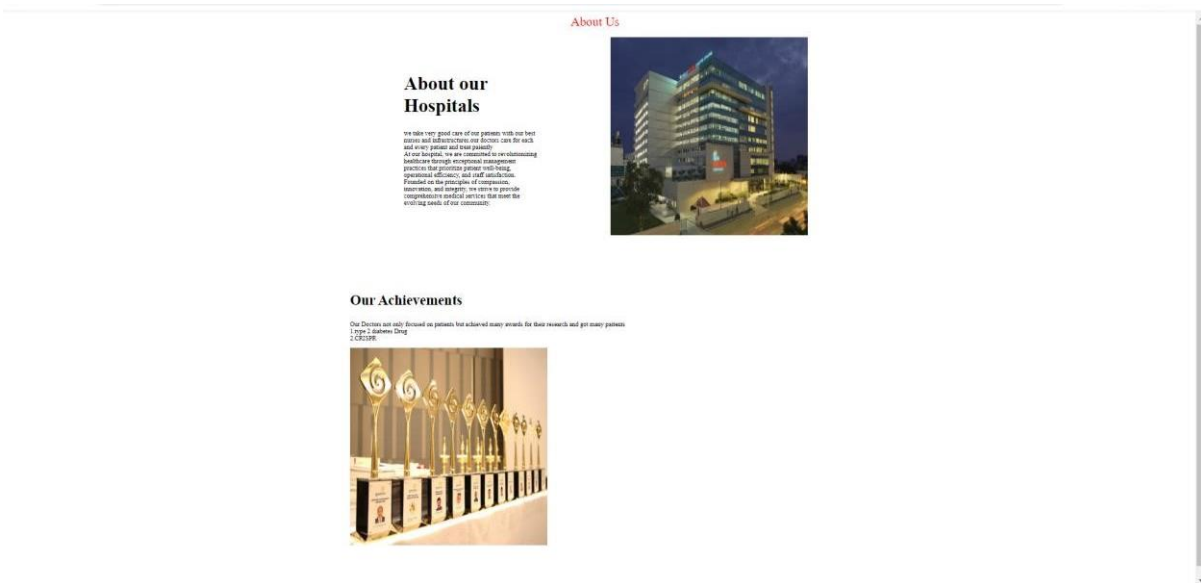 About Us
About our
Hospitals
we take very good care of our patients with our best
nurses and infrastructures our doctors care for each
and every patient and treat paiently
At our hospital, we are committed to revolutionizing
healthcare through exceptional management
practices that prioritize patient well-being,
operational efficiency, and staff satisfaction.
Founded on the principles of compassion,
innovation, and integrity, we strive to provide
comprehensive medical services that meet the
evolving needs of our community.
Our Achievements
Our Doctors not only focused on patients but achieved many awards for their research and got many patients
1.type 2 diabetes Drug
2.CRISPR